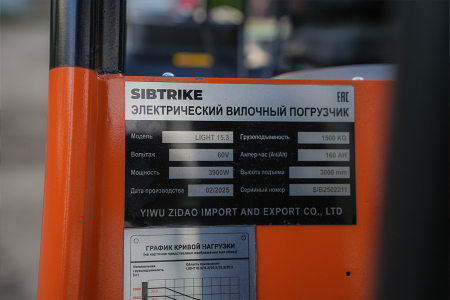 SIBTRIKE EAC
ЭЛЕКТРИЧЕСКИЙ ВИЛОЧНЫЙ ПОГРУЗЧИК
Модель LIGHT 15.3 Грузоподъемность 1500 KG
Вольтаж 60V Ампер-час (Ач/Ah) 160 AH
Мощность 3900W Высота подъема 3000 mm
Дата производства 02/2025 Серийный номер SIB2502211
YIWU ZIDAO IMPORT AND EXPORT CO., LTD
ГРАФИК КРИВОЙ НАГРУЗКИ